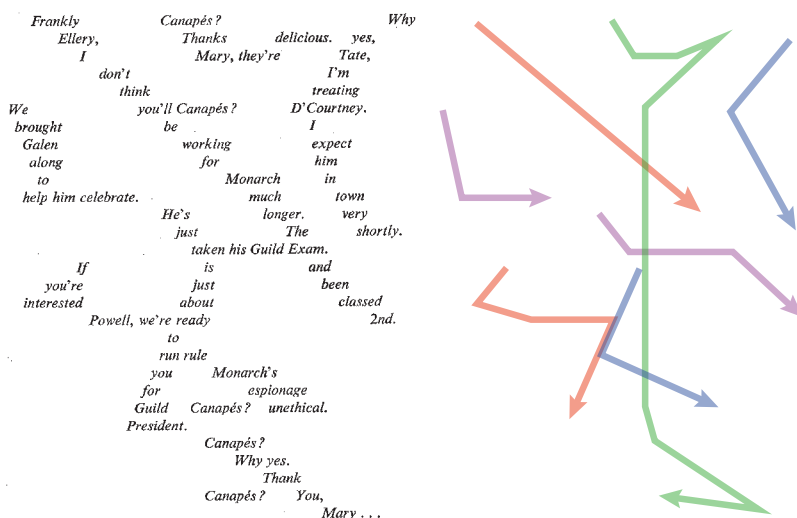 Frankly Canapés? Why
Ellery, Thanks delicious. yes,
I Mary, they're Tate,
don't I'm
think treating
We you'll Canapés? D'Courtney.
brought be I
Galen working expect
along for him
to Monarch in
help him celebrate. much town
He's longer. very
just The shortly.
taken his Guild Exam.
If is and
you're just been
interested about classed
Powell, we're ready 2nd.
to
run rule
you Monarch's
for espionage
Guild Canapés? unethical.
President.
Canapés?
Why yes.
Thank
Canapés? You,
Mary . . .